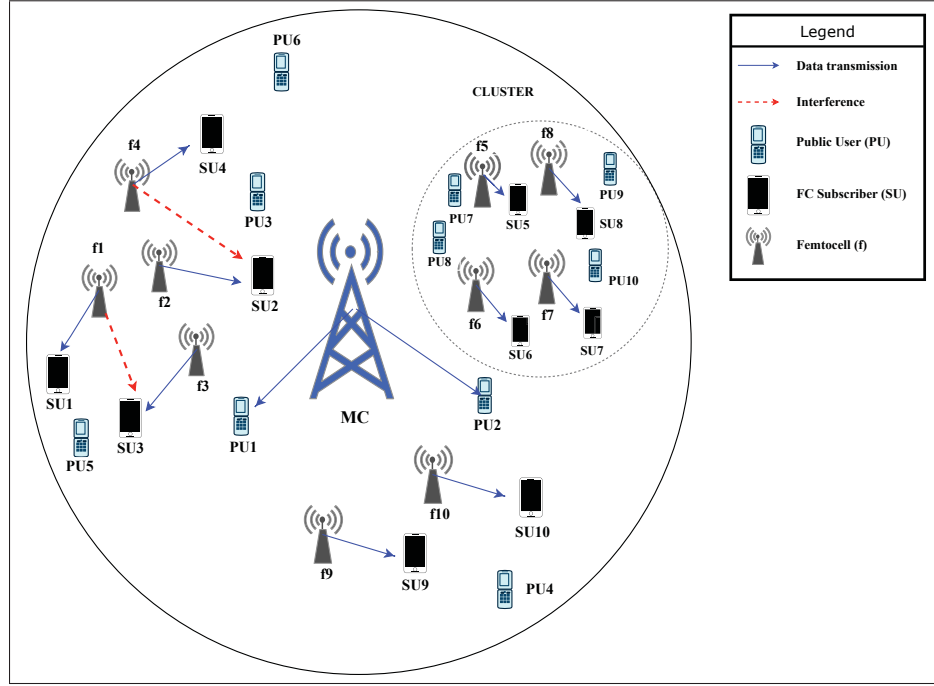 PU6
Legend
Data transmission
Interference
Public User (PU)
FC Subscriber (SU)
Femtocell (f)
CLUSTER
f4
SU4
PU3
f5
f8
PU7
SU5
PU9
SU8
PU8
PU10
f1
f2
SU2
f6
f7
SU6
SU7
f3
SU1
SU3
PU5
PU1
MC
PU2
f10
SU10
f9
SU9
PU4